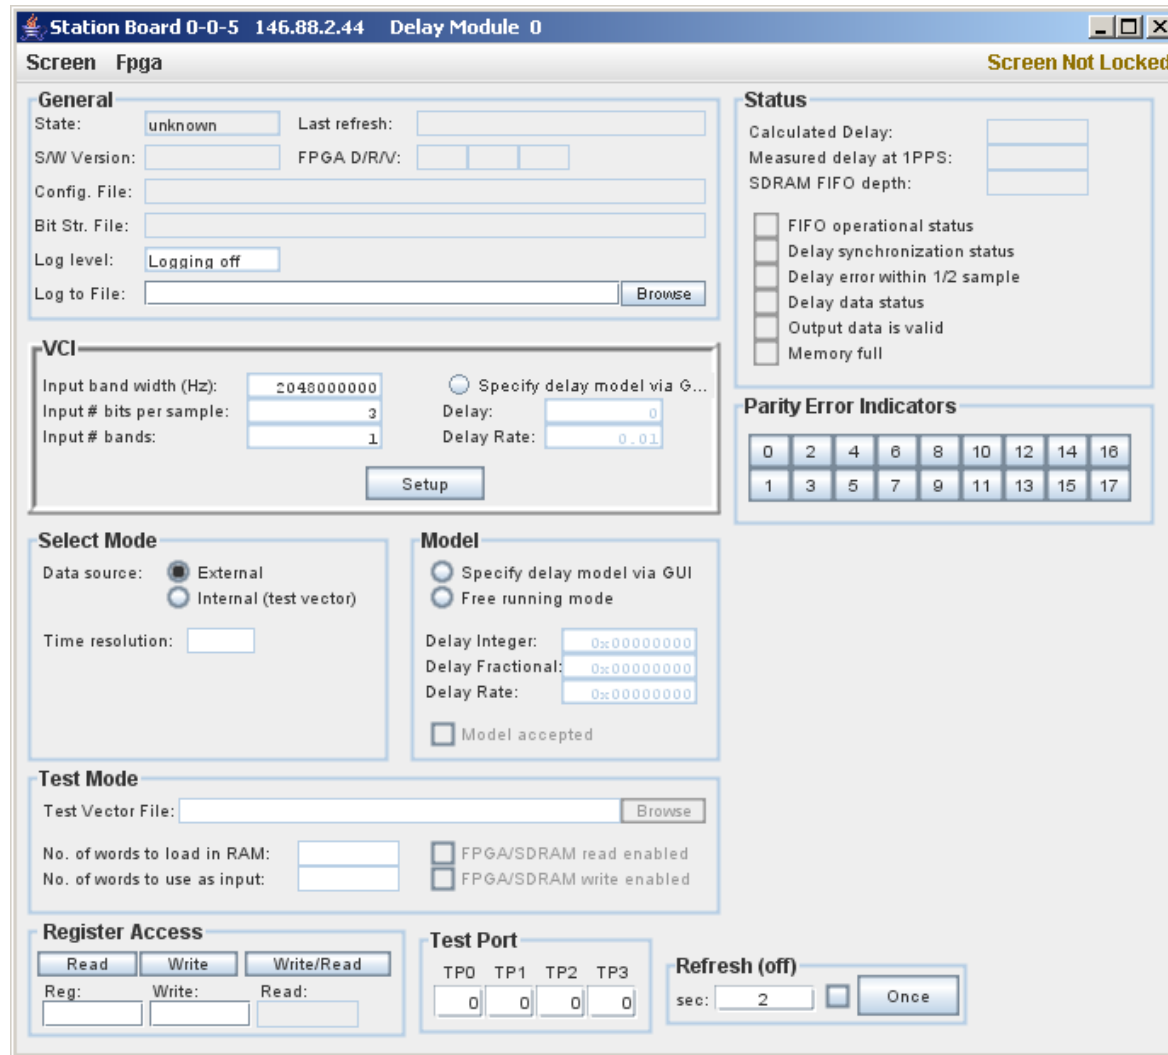 Station Board 0-0-5 146.88.2.44 Delay Module 0
Screen Fpga Screen Not Locked
General
State: unknown Last refresh:
S/W Version: FPGA D/R/V:
Config. File:
Bit Str. File:
Log level: Logging off
Log to File: Browse
Status
Calculated Delay:
Measured delay at 1PPS:
SDRAM FIFO depth:
FIFO operational status
Delay synchronization status
Delay error within 1/2 sample
Delay data status
Output data is valid
Memory full
VCI
Input band width (Hz): 2048000000 Specify delay model via G...
Input # bits per sample: 3 Delay: 0
Input # bands: 1 Delay Rate: 0.01
Setup
Parity Error Indicators
0 2 4 6 8 10 12 14 16
1 3 5 7 9 11 13 15 17
Select Mode
Data source: External
Internal (test vector)
Time resolution:
Model
Specify delay model via GUI
Free running mode
Delay Integer: 0x00000000
Delay Fractional: 0x00000000
Delay Rate: 0x00000000
Model accepted
Test Mode
Test Vector File: Browse
No. of words to load in RAM: FPGA/SDRAM read enabled
No. of words to use as input: FPGA/SDRAM write enabled
Register Access
Read Write Write/Read
Reg: Write: Read:
Test Port
TP0 TP1 TP2 TP3
0 0 0 0
Refresh (off)
sec: 2 Once